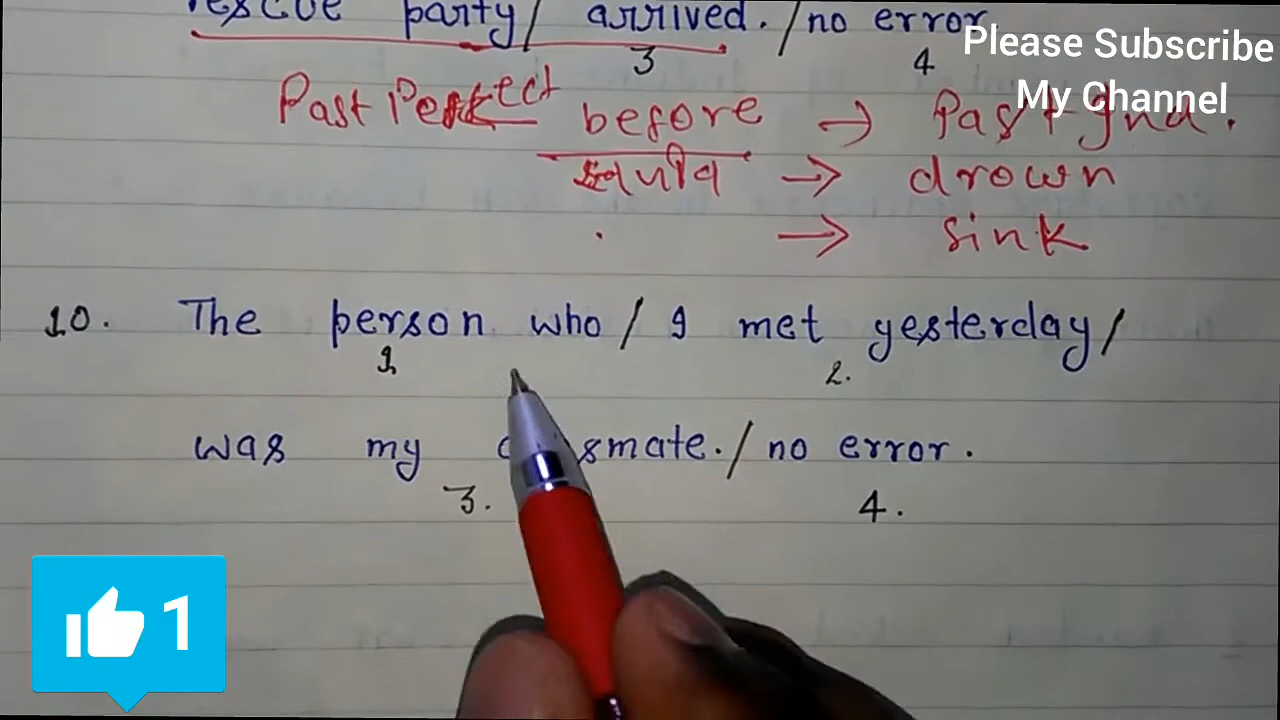 rescue party / arrived. / no error
3 4
Please Subscribe
My Channel
Past Perfect before → Past Ind.
→ drown
→ sink
10. The person who / I met yesterday /
1 2.
was my smate. / no error.
3. 4.
1